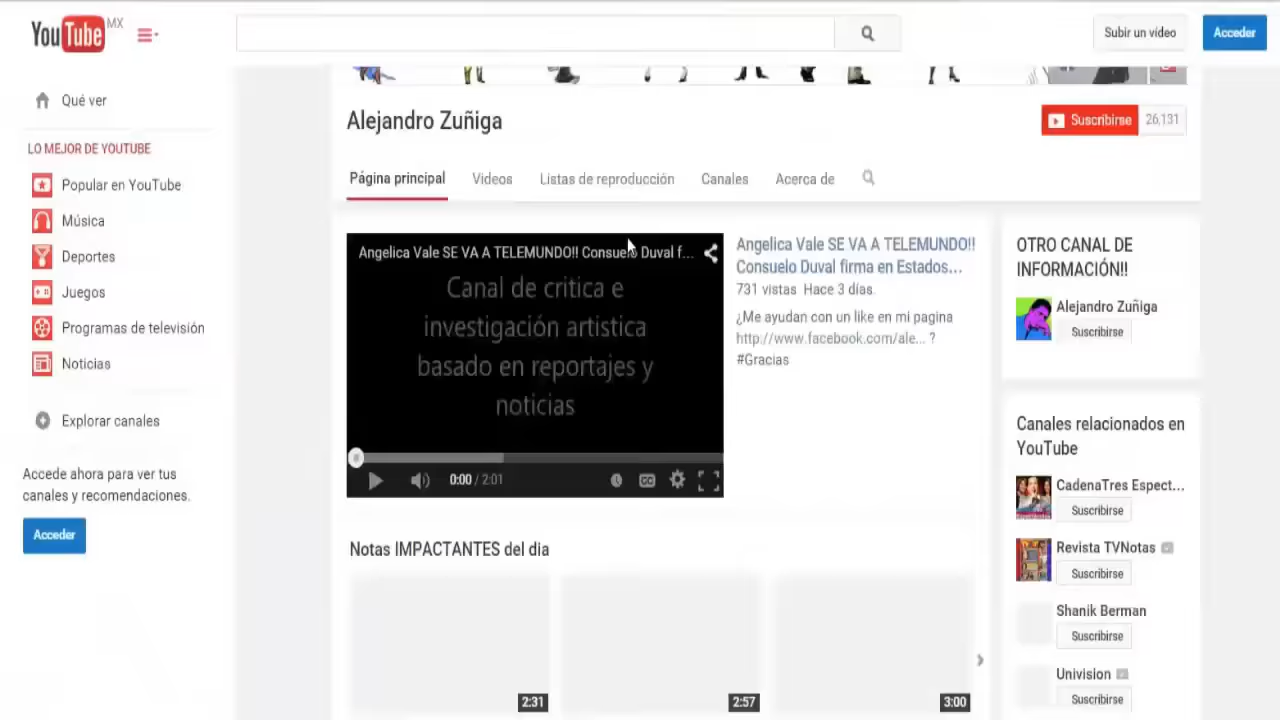 YouTube MX
Subir un vídeo
Acceder
Qué ver
LO MEJOR DE YOUTUBE
Popular en YouTube
Música
Deportes
Juegos
Programas de televisión
Noticias
Explorar canales
Accede ahora para ver tus
canales y recomendaciones.
Acceder
Alejandro Zuñiga
Suscribirse 26,131
Página principal Videos Listas de reproducción Canales Acerca de
Angelica Vale SE VA A TELEMUNDO!! Consuelo Duval f...
Canal de critica e
investigación artistica
basado en reportajes y
noticias
0:00 / 2:01
CC
Angelica Vale SE VA A TELEMUNDO!!
Consuelo Duval firma en Estados...
731 vistas Hace 3 días.
¿Me ayudan con un like en mi pagina
http://www.facebook.com/ale... ?
#Gracias
Notas IMPACTANTES del dia
2:31
2:57
3:00
OTRO CANAL DE
INFORMACIÓN!!
Alejandro Zuñiga
Suscribirse
Canales relacionados en
YouTube
CadenaTres Espect...
Suscribirse
Revista TVNotas
Suscribirse
Shanik Berman
Suscribirse
Univision
Suscribirse